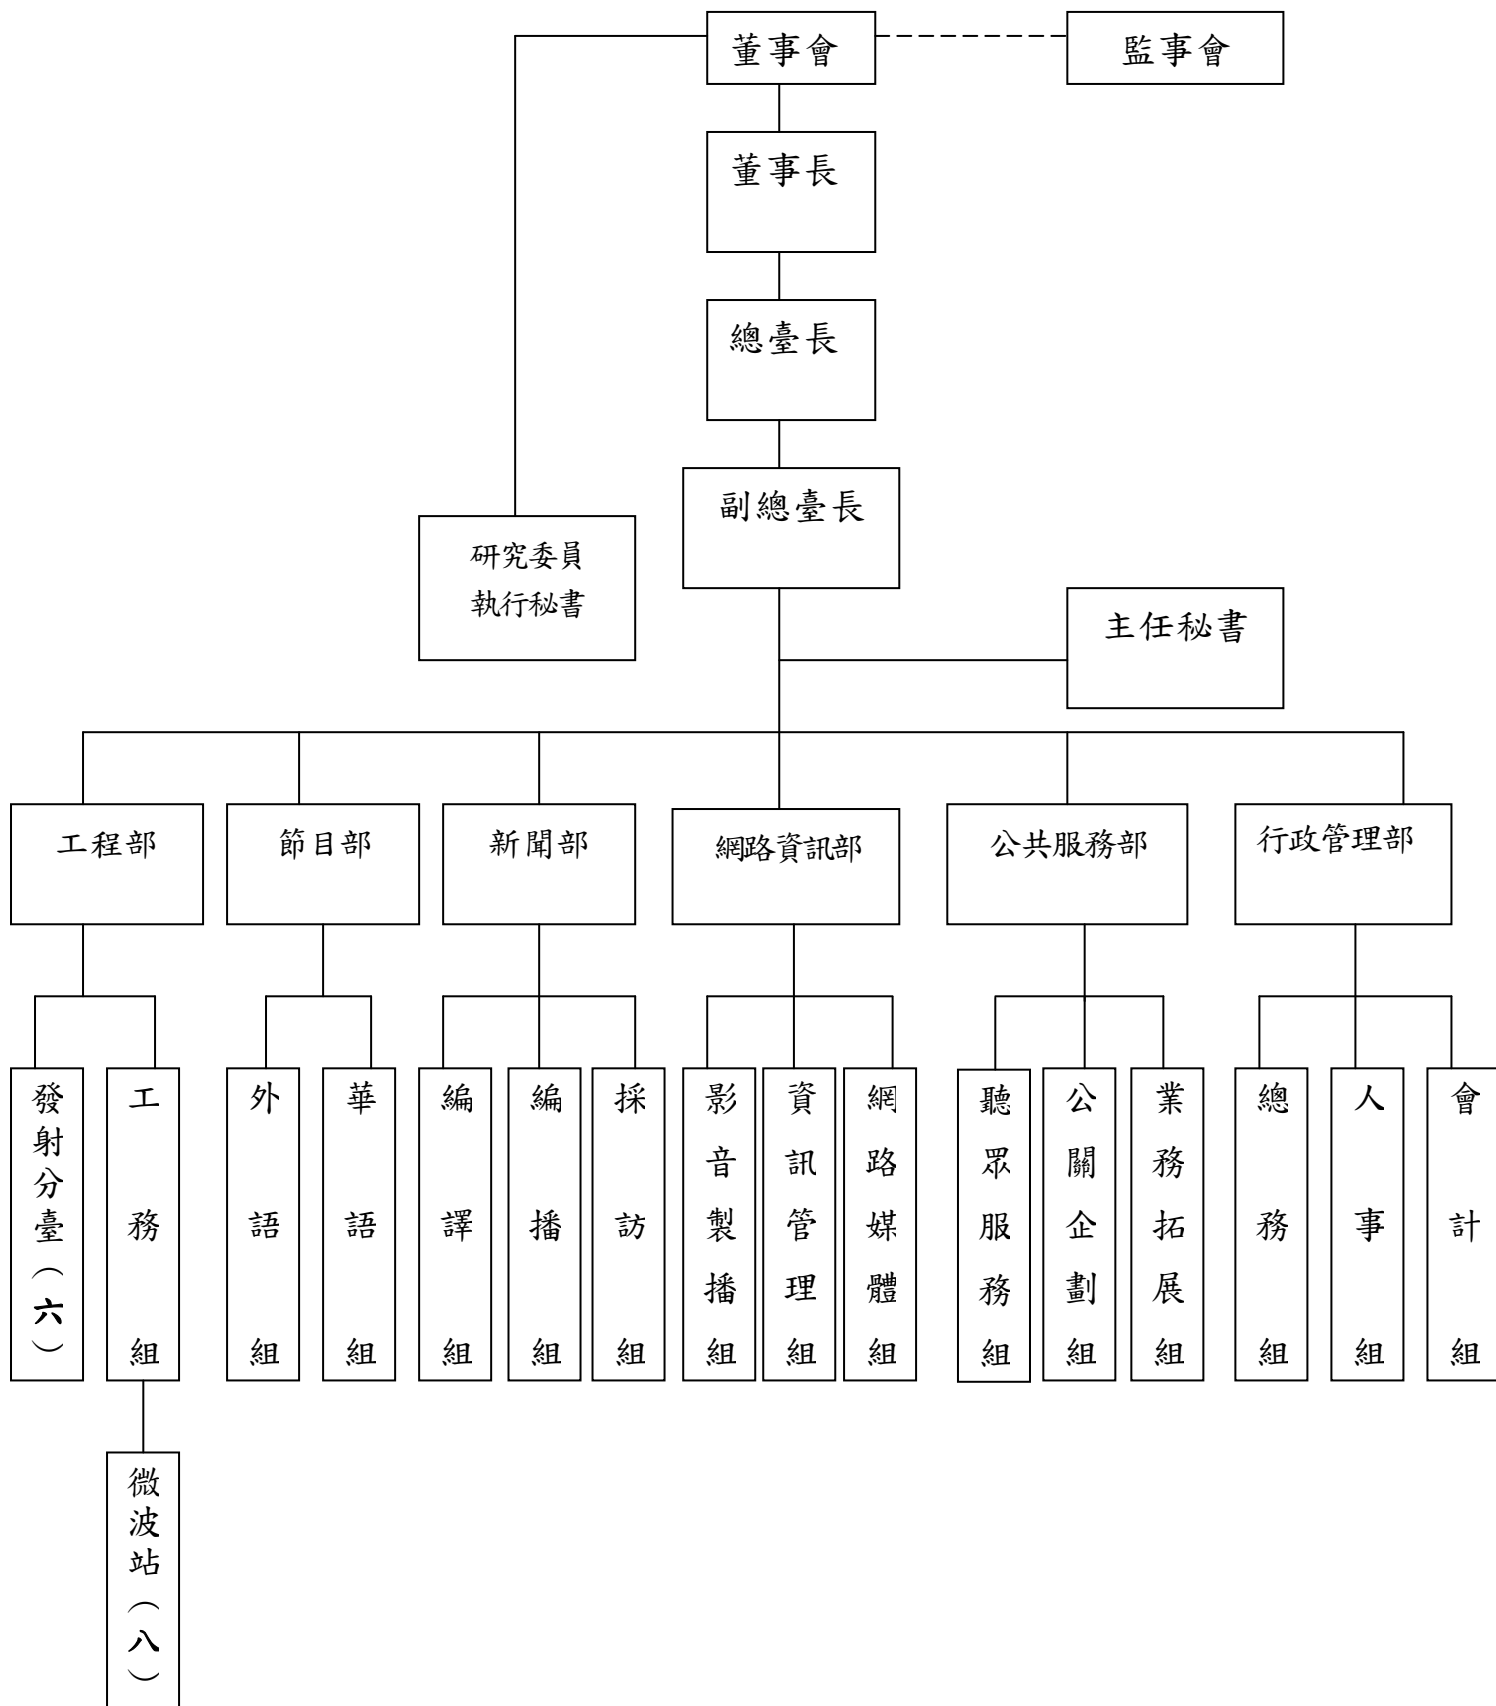 董事會
監事會
董事長
總臺長
副總臺長
研究委員
執行秘書
主任秘書
工程部
節目部
新聞部
網路資訊部
公共服務部
行政管理部
發射分臺（六）
工務組
外語組
華語組
編譯組
編播組
採訪組
影音製播組
資訊管理組
網路媒體組
聽眾服務組
公關企劃組
業務拓展組
總務組
人事組
會計組
微波站（八）